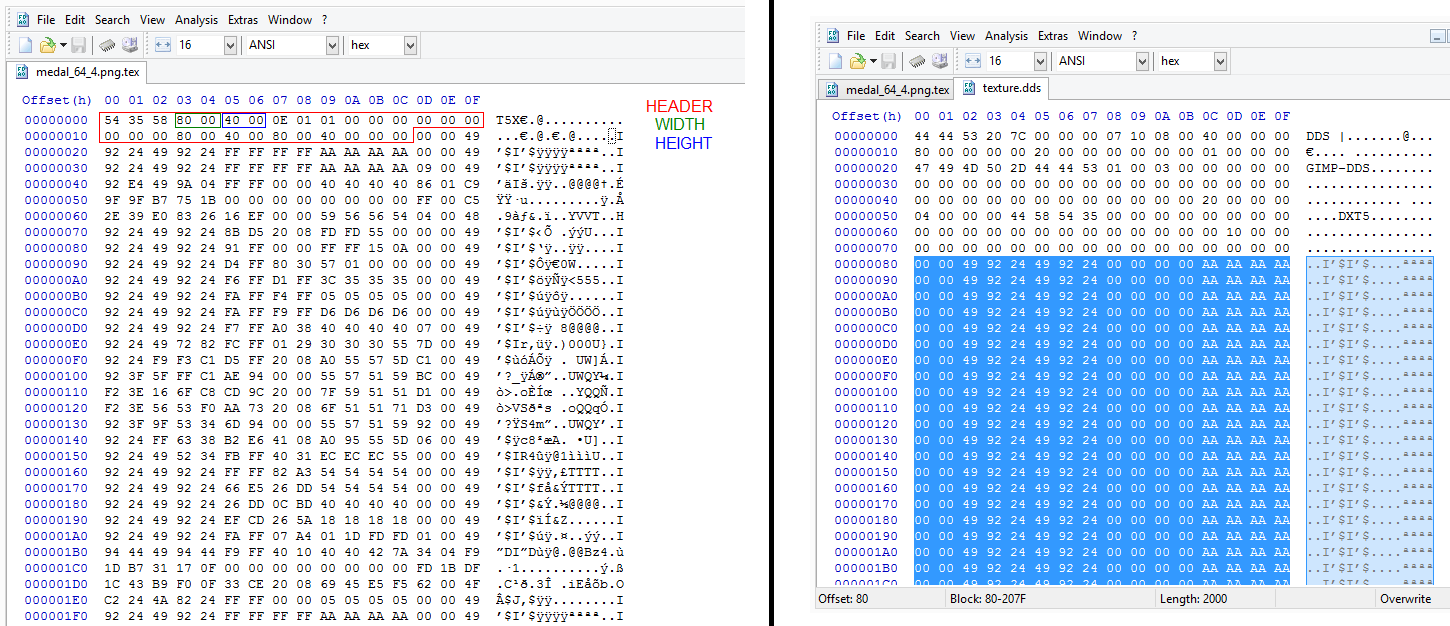 File Edit Search View Analysis Extras Window ?
16 ANSI hex
medal_64_4.png.tex
Offset(h) 00 01 02 03 04 05 06 07 08 09 0A 0B 0C 0D 0E 0F
00000000 54 35 58 80 00 40 00 0E 01 01 00 00 00 00 00 00 T5X€.@..........
00000010 00 00 00 80 00 40 00 80 00 40 00 00 00 00 00 49 ...€.@.€.@.....I
00000020 92 24 49 92 24 FF FF FF FF AA AA AA AA 00 00 49 '$I'$ÿÿÿÿªªªª..I
00000030 92 24 49 92 24 FF FF FF FF AA AA AA AA 09 00 49 '$I'$ÿÿÿÿªªªª..I
00000040 92 E4 49 9A 04 FF FF 00 00 40 40 40 40 86 01 C9 'äIš.ÿÿ..@@@@†.É
00000050 9F 9F B7 75 1B 00 00 00 00 00 00 00 00 FF 00 C5 ŸŸ·u.........ÿ.Å
00000060 2E 39 E0 83 26 16 EF 00 00 59 56 56 54 04 00 48 .9àƒ&.ï..YVVT..H
00000070 92 24 49 92 24 8B D5 20 08 FD FD 55 00 00 00 49 '$I'$‹Õ .ýýU...I
00000080 92 24 49 92 24 91 FF 00 00 FF FF 15 0A 00 00 49 '$I'$'ÿ..ÿÿ....I
00000090 92 24 49 92 24 D4 FF 80 30 57 01 00 00 00 00 49 '$I'$Ôÿ€0W.....I
000000A0 92 24 49 92 24 F6 FF D1 FF 3C 35 35 35 00 00 49 '$I'$öÿÑÿ<555..I
000000B0 92 24 49 92 24 FA FF F4 FF 05 05 05 05 00 00 49 '$I'$úÿôÿ......I
000000C0 92 24 49 92 24 FA FF F9 FF D6 D6 D6 D6 00 00 49 '$I'$úÿùÿÖÖÖÖ..I
000000D0 92 24 49 92 24 F7 FF A0 38 40 40 40 40 07 00 49 '$I'$÷ÿ 8@@@@..I
000000E0 92 24 49 72 82 FC FF 01 29 30 30 30 55 7D 00 49 '$Ir‚üÿ.)000U}.I
000000F0 92 24 F9 F3 C1 D5 FF 20 08 A0 55 57 5D C1 00 49 '$ùóÁÕÿ . UW]Á.I
00000100 92 3F 5F FF C1 AE 94 00 00 55 57 51 59 BC 00 49 '?_ÿÁ®"..UWQY¼.I
00000110 F2 3E 16 6F C8 CD 9C 20 00 7F 59 51 51 D1 00 49 ò>.oÈÍœ ..YQQÑ.I
00000120 F2 3E 56 53 F0 AA 73 20 08 6F 51 51 71 D3 00 49 ò>VSðªs .oQQqÓ.I
00000130 92 3F 9F 53 34 6D 94 00 00 55 57 51 59 92 00 49 '?ŸS4m"..UWQY'.I
00000140 92 24 FF 63 38 B2 E6 41 08 A0 95 55 5D 06 00 49 '$ÿc8²æA. •U]..I
00000150 92 24 49 52 34 FB FF 40 31 EC EC EC 55 00 00 49 '$IR4ûÿ@1ìììU..I
00000160 92 24 49 92 24 FF FF 82 A3 54 54 54 54 00 00 49 '$I'$ÿÿ‚£TTTT..I
00000170 92 24 49 92 24 66 E5 26 DD 54 54 54 54 00 00 49 '$I'$få&ÝTTTT..I
00000180 92 24 49 92 24 26 DD 0C BD 40 40 40 40 00 00 49 '$I'$&Ý.½@@@@..I
00000190 92 24 49 92 24 EF CD 26 5A 18 18 18 18 00 00 49 '$I'$ïÍ&Z......I
000001A0 92 24 49 92 24 FA FF 07 A4 01 1D FD FD 01 00 49 '$I'$úÿ.¤..ýý..I
000001B0 94 44 49 94 44 F9 FF 40 10 40 40 42 7A 34 04 F9 "DI"Dùÿ@.@@Bz4.ù
000001C0 1D B7 31 17 0F 00 00 00 00 00 00 00 00 FD 1B DF .·1..........ý.ß
000001D0 1C 43 B9 F0 0F 33 CE 20 08 69 45 E5 F5 62 00 4F .C¹ð.3Î .iEåõb.O
000001E0 C2 24 4A 82 24 FF FF 00 00 05 05 05 05 00 00 49 Â$J‚$ÿÿ........I
000001F0 92 24 49 92 24 FF FF FF FF AA AA AA AA 00 00 49 '$I'$ÿÿÿÿªªªª..I
HEADER
WIDTH
HEIGHT
File Edit Search View Analysis Extras Window ?
16 ANSI hex
medal_64_4.png.tex texture.dds
Offset(h) 00 01 02 03 04 05 06 07 08 09 0A 0B 0C 0D 0E 0F
00000000 44 44 53 20 7C 00 00 00 07 10 08 00 40 00 00 00 DDS |.......@...
00000010 80 00 00 00 00 20 00 00 00 00 00 00 01 00 00 00 €.... ..........
00000020 47 49 4D 50 2D 44 44 53 01 00 03 00 00 00 00 00 GIMP-DDS........
00000030 00 00 00 00 00 00 00 00 00 00 00 00 00 00 00 00 ................
00000040 00 00 00 00 00 00 00 00 00 00 00 00 20 00 00 00 ............ ...
00000050 04 00 00 00 44 58 54 35 00 00 00 00 00 00 00 00 ....DXT5........
00000060 00 00 00 00 00 00 00 00 00 00 00 00 10 00 00 00 ................
00000070 00 00 00 00 00 00 00 00 00 00 00 00 00 00 00 00 ................
00000080 00 00 49 92 24 49 92 24 00 00 00 00 AA AA AA AA ..I'$I'$....ªªªª
00000090 00 00 49 92 24 49 92 24 00 00 00 00 AA AA AA AA ..I'$I'$....ªªªª
000000A0 00 00 49 92 24 49 92 24 00 00 00 00 AA AA AA AA ..I'$I'$....ªªªª
000000B0 00 00 49 92 24 49 92 24 00 00 00 00 AA AA AA AA ..I'$I'$....ªªªª
000000C0 00 00 49 92 24 49 92 24 00 00 00 00 AA AA AA AA ..I'$I'$....ªªªª
000000D0 00 00 49 92 24 49 92 24 00 00 00 00 AA AA AA AA ..I'$I'$....ªªªª
000000E0 00 00 49 92 24 49 92 24 00 00 00 00 AA AA AA AA ..I'$I'$....ªªªª
000000F0 00 00 49 92 24 49 92 24 00 00 00 00 AA AA AA AA ..I'$I'$....ªªªª
00000100 00 00 49 92 24 49 92 24 00 00 00 00 AA AA AA AA ..I'$I'$....ªªªª
00000110 00 00 49 92 24 49 92 24 00 00 00 00 AA AA AA AA ..I'$I'$....ªªªª
00000120 00 00 49 92 24 49 92 24 00 00 00 00 AA AA AA AA ..I'$I'$....ªªªª
00000130 00 00 49 92 24 49 92 24 00 00 00 00 AA AA AA AA ..I'$I'$....ªªªª
00000140 00 00 49 92 24 49 92 24 00 00 00 00 AA AA AA AA ..I'$I'$....ªªªª
00000150 00 00 49 92 24 49 92 24 00 00 00 00 AA AA AA AA ..I'$I'$....ªªªª
00000160 00 00 49 92 24 49 92 24 00 00 00 00 AA AA AA AA ..I'$I'$....ªªªª
00000170 00 00 49 92 24 49 92 24 00 00 00 00 AA AA AA AA ..I'$I'$....ªªªª
00000180 00 00 49 92 24 49 92 24 00 00 00 00 AA AA AA AA ..I'$I'$....ªªªª
00000190 00 00 49 92 24 49 92 24 00 00 00 00 AA AA AA AA ..I'$I'$....ªªªª
000001A0 00 00 49 92 24 49 92 24 00 00 00 00 AA AA AA AA ..I'$I'$....ªªªª
000001B0 00 00 49 92 24 49 92 24 00 00 00 00 AA AA AA AA ..I'$I'$....ªªªª
000001C0 00 00 49 92 24 49 92 24 00 00 00 00 AA AA AA AA ..I'$I'$....ªªªª
Offset: 80 Block: 80-207F Length: 2000 Overwrite